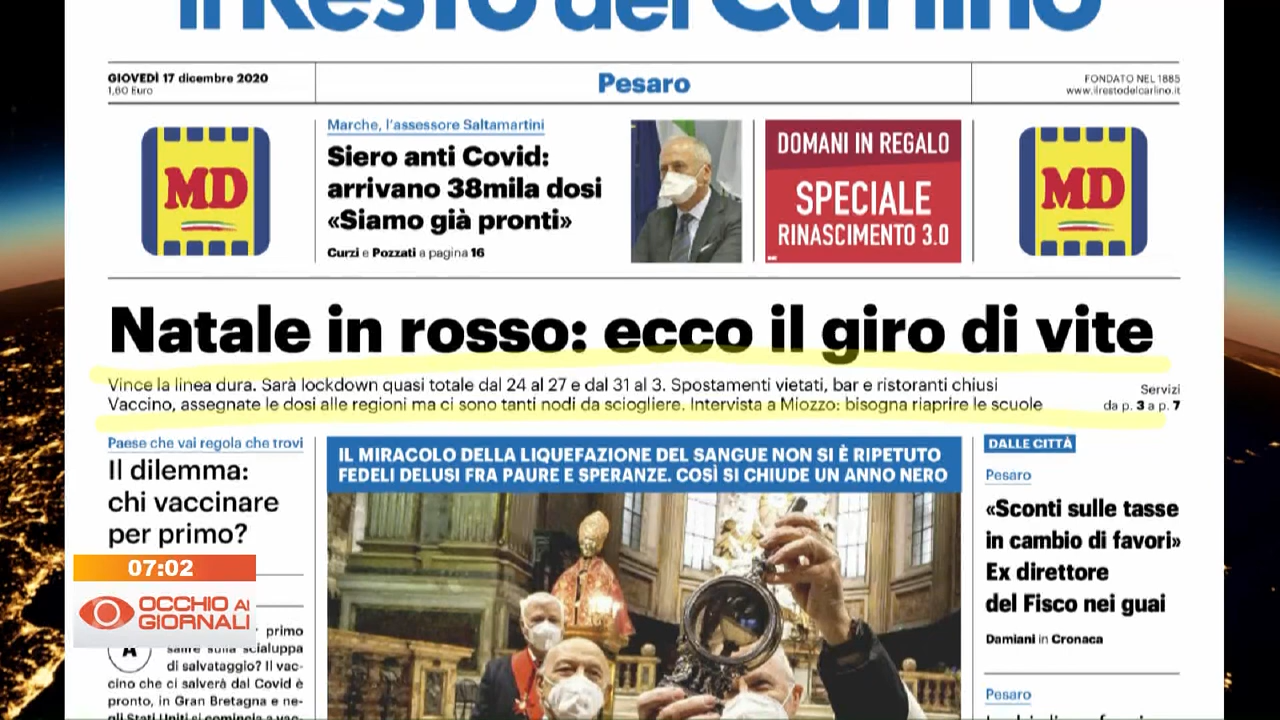 il Resto del Carlino
GIOVEDÌ 17 dicembre 2020
1,60 Euro
Pesaro
FONDATO NEL 1885
www.ilrestodelcarlino.it
MD
Marche, l'assessore Saltamartini
Siero anti Covid:
arrivano 38mila dosi
«Siamo già pronti»
Curzi e Pozzati a pagina 16
DOMANI IN REGALO
SPECIALE
RINASCIMENTO 3.0
MD
Natale in rosso: ecco il giro di vite
Vince la linea dura. Sarà lockdown quasi totale dal 24 al 27 e dal 31 al 3. Spostamenti vietati, bar e ristoranti chiusi
Vaccino, assegnate le dosi alle regioni ma ci sono tanti nodi da sciogliere. Intervista a Miozzo: bisogna riaprire le scuole
Servizi
da p. 3 a p. 7
Paese che vai regola che trovi
Il dilemma:
chi vaccinare
per primo?
07:02
OCCHIO AI
GIORNALI
A
primo
salire sulla scialuppa
di salvataggio? Il vac-
cino che ci salverà dal Covid è
pronto, in Gran Bretagna e ne-
gli Stati Uniti si comincia a vac-
IL MIRACOLO DELLA LIQUEFAZIONE DEL SANGUE NON SI È RIPETUTO
FEDELI DELUSI FRA PAURE E SPERANZE. COSÌ SI CHIUDE UN ANNO NERO
DALLE CITTÀ
Pesaro
«Sconti sulle tasse
in cambio di favori»
Ex direttore
del Fisco nei guai
Damiani in Cronaca
Pesaro